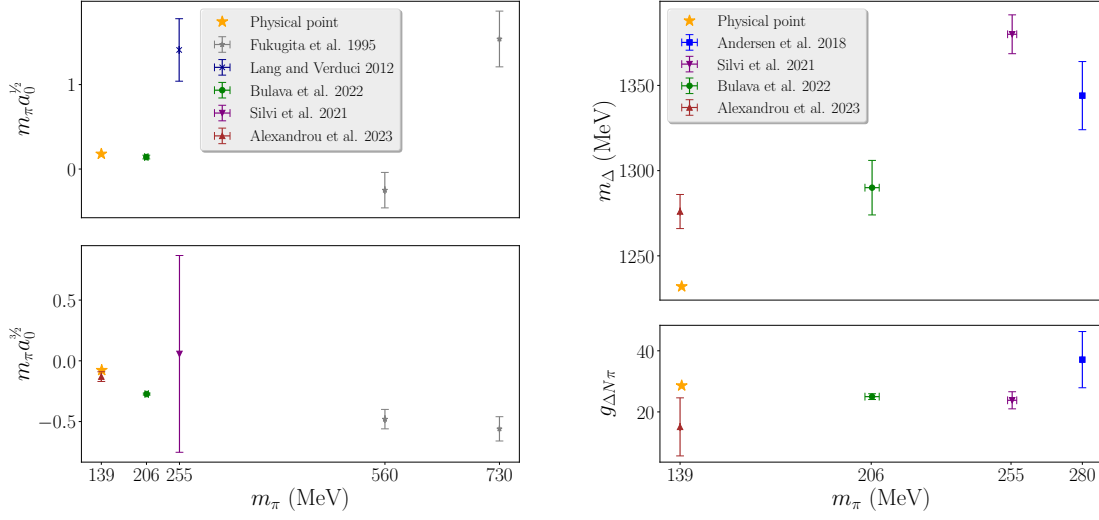 Physical point
Fukugita et al. 1995
Lang and Verduci 2012
Bulava et al. 2022
Silvi et al. 2021
Alexandrou et al. 2023
m_π a_0^{1/2}
1
0
m_π a_0^{3/2}
0.5
0.0
−0.5
139 206 255 560 730
m_π (MeV)
Physical point
Andersen et al. 2018
Silvi et al. 2021
Bulava et al. 2022
Alexandrou et al. 2023
m_Δ (MeV)
1350
1300
1250
g_{ΔNπ}
40
20
139 206 255 280
m_π (MeV)